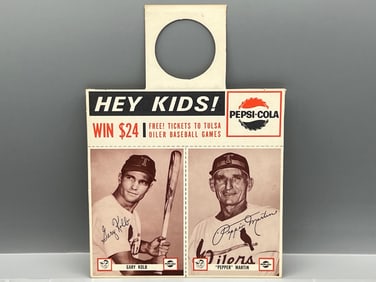 HEY KIDS!
PEPSI-COLA
WIN $24
FREE! TICKETS TO TULSA
OILER BASEBALL GAMES
Gary Kolb
Pepper Martin
Oilers
GARY KOLB
"PEPPER" MARTIN